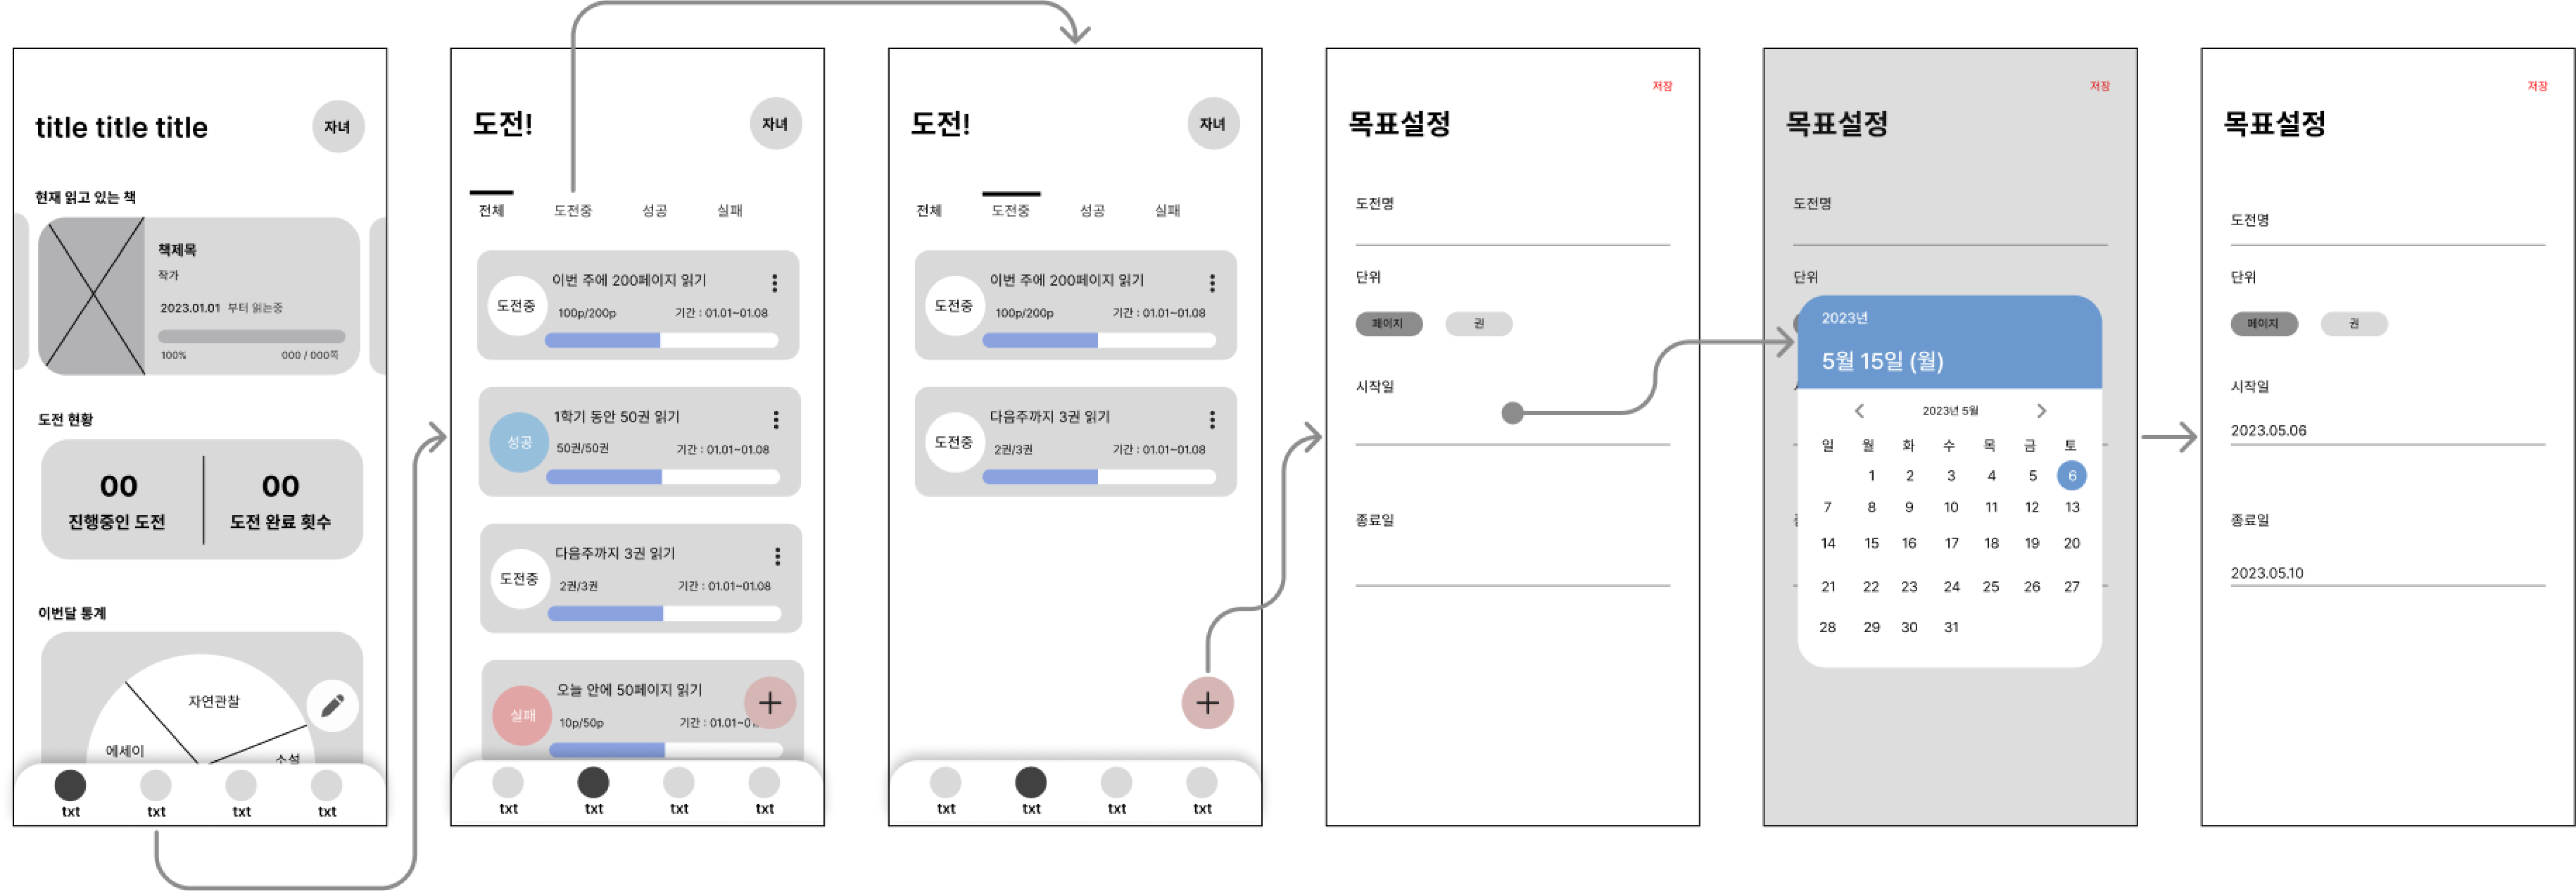 title title title
자녀
현재 읽고 있는 책
책제목
작가
2023.01.01 부터 읽는중
100% 000 / 000쪽
도전 현황
00 00
진행중인 도전 도전 완료 횟수
이번달 통계
자연관찰
에세이
소설
txt txt txt txt
도전!
자녀
전체 도전중 성공 실패
도전중
이번 주에 200페이지 읽기
100p/200p 기간 : 01.01~01.08
성공
1학기 동안 50권 읽기
50권/50권 기간 : 01.01~01.08
도전중
다음주까지 3권 읽기
2권/3권 기간 : 01.01~01.08
실패
오늘 안에 50페이지 읽기
10p/50p 기간 : 01.01~0
+
txt txt txt txt
도전!
자녀
전체 도전중 성공 실패
도전중
이번 주에 200페이지 읽기
100p/200p 기간 : 01.01~01.08
도전중
다음주까지 3권 읽기
2권/3권 기간 : 01.01~01.08
+
txt txt txt txt
저장
목표설정
도전명
단위
페이지 권
시작일
종료일
저장
목표설정
도전명
단위
2023년
5월 15일 (월)
2023년 5월
일 월 화 수 목 금 토
1 2 3 4 5 6
7 8 9 10 11 12 13
14 15 16 17 18 19 20
21 22 23 24 25 26 27
28 29 30 31
저장
목표설정
도전명
단위
페이지 권
시작일
2023.05.06
종료일
2023.05.10